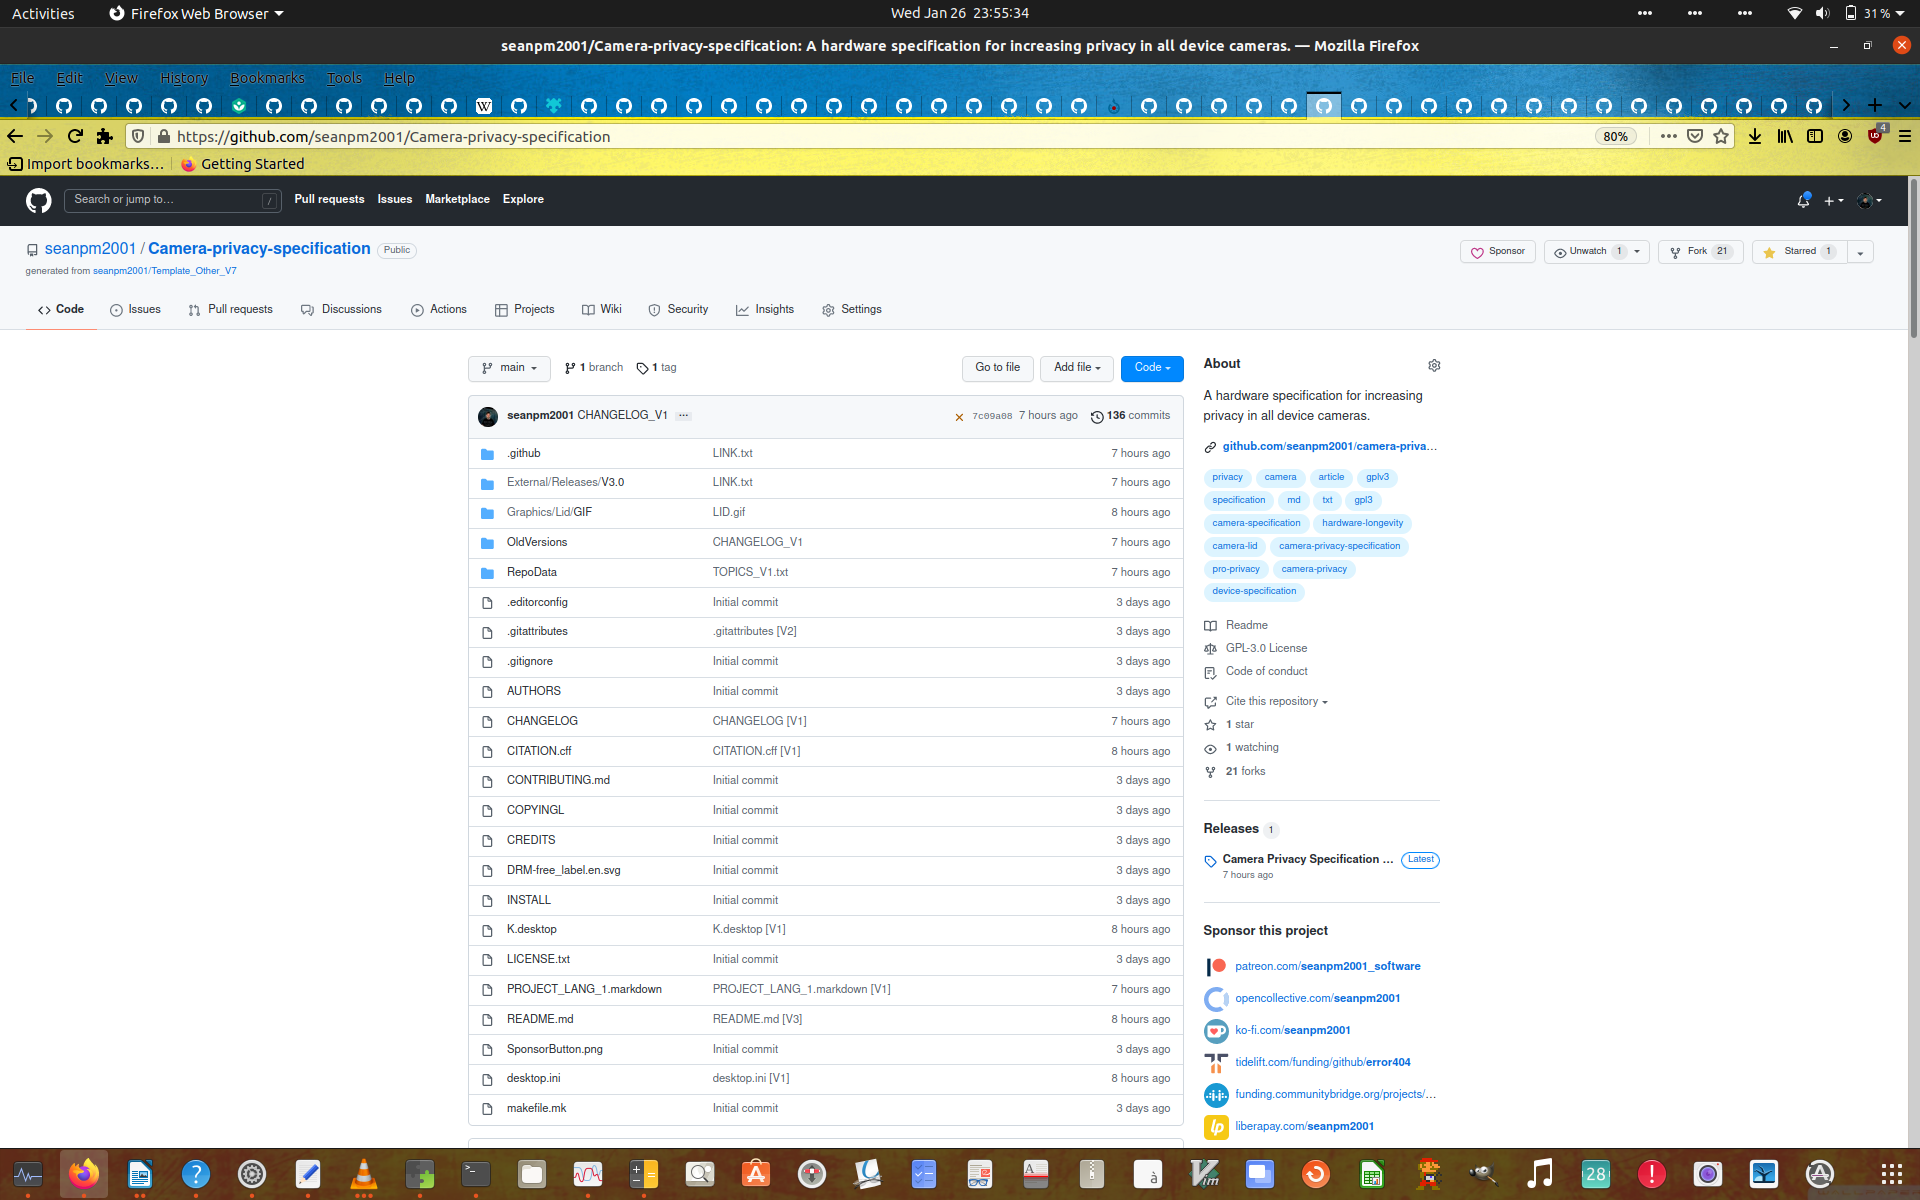 Activities
Firefox Web Browser
Wed Jan 26 23:55:34
31 %
seanpm2001/Camera-privacy-specification: A hardware specification for increasing privacy in all device cameras. — Mozilla Firefox
File Edit View History Bookmarks Tools Help
https://github.com/seanpm2001/Camera-privacy-specification
80%
4
Import bookmarks…
Getting Started
Search or jump to…
/
Pull requests Issues Marketplace Explore
seanpm2001 / Camera-privacy-specification
Public
generated from seanpm2001/Template_Other_V7
Sponsor
Unwatch 1
Fork 21
Starred 1
Code
Issues
Pull requests
Discussions
Actions
Projects
Wiki
Security
Insights
Settings
main
1 branch
1 tag
Go to file
Add file
Code
seanpm2001 CHANGELOG_V1
7c09a08 7 hours ago
136 commits
.github LINK.txt 7 hours ago
External/Releases/V3.0 LINK.txt 7 hours ago
Graphics/Lid/GIF LID.gif 8 hours ago
OldVersions CHANGELOG_V1 7 hours ago
RepoData TOPICS_V1.txt 7 hours ago
.editorconfig Initial commit 3 days ago
.gitattributes .gitattributes [V2] 3 days ago
.gitignore Initial commit 3 days ago
AUTHORS Initial commit 3 days ago
CHANGELOG CHANGELOG [V1] 7 hours ago
CITATION.cff CITATION.cff [V1] 8 hours ago
CONTRIBUTING.md Initial commit 3 days ago
COPYINGL Initial commit 3 days ago
CREDITS Initial commit 3 days ago
DRM-free_label.en.svg Initial commit 3 days ago
INSTALL Initial commit 3 days ago
K.desktop K.desktop [V1] 8 hours ago
LICENSE.txt Initial commit 3 days ago
PROJECT_LANG_1.markdown PROJECT_LANG_1.markdown [V1] 7 hours ago
README.md README.md [V3] 8 hours ago
SponsorButton.png Initial commit 3 days ago
desktop.ini desktop.ini [V1] 8 hours ago
makefile.mk Initial commit 3 days ago
About
A hardware specification for increasing
privacy in all device cameras.
github.com/seanpm2001/camera-priva…
privacy camera article gplv3
specification md txt gpl3
camera-specification hardware-longevity
camera-lid camera-privacy-specification
pro-privacy camera-privacy
device-specification
Readme
GPL-3.0 License
Code of conduct
Cite this repository
1 star
1 watching
21 forks
Releases 1
Camera Privacy Specification …
Latest
7 hours ago
Sponsor this project
patreon.com/seanpm2001_software
opencollective.com/seanpm2001
ko-fi.com/seanpm2001
tidelift.com/funding/github/error404
funding.communitybridge.org/projects/…
liberapay.com/seanpm2001
28